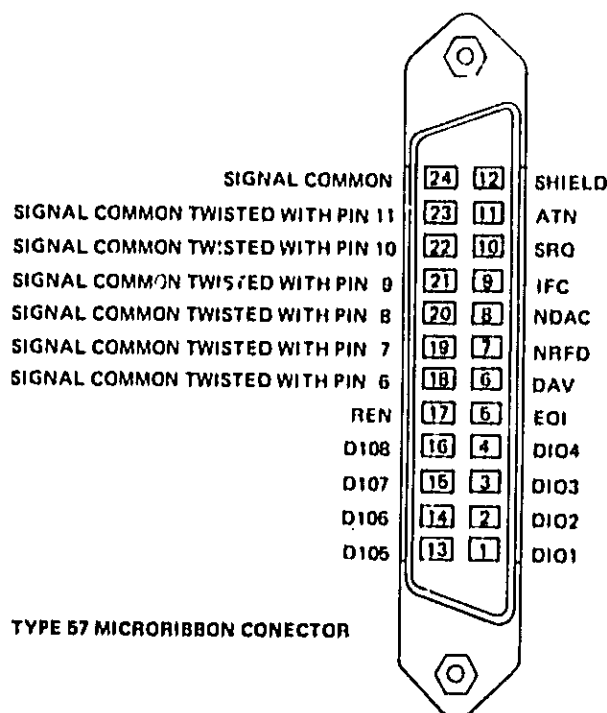 SIGNAL COMMON 24 12 SHIELD
SIGNAL COMMON TWISTED WITH PIN 11 23 11 ATN
SIGNAL COMMON TWISTED WITH PIN 10 22 10 SRQ
SIGNAL COMMON TWISTED WITH PIN 9 21 9 IFC
SIGNAL COMMON TWISTED WITH PIN 8 20 8 NDAC
SIGNAL COMMON TWISTED WITH PIN 7 19 7 NRFD
SIGNAL COMMON TWISTED WITH PIN 6 18 6 DAV
REN 17 5 EOI
D108 16 4 DIO4
D107 15 3 DIO3
D106 14 2 DIO2
D105 13 1 DIO1
TYPE 57 MICRORIBBON CONECTOR